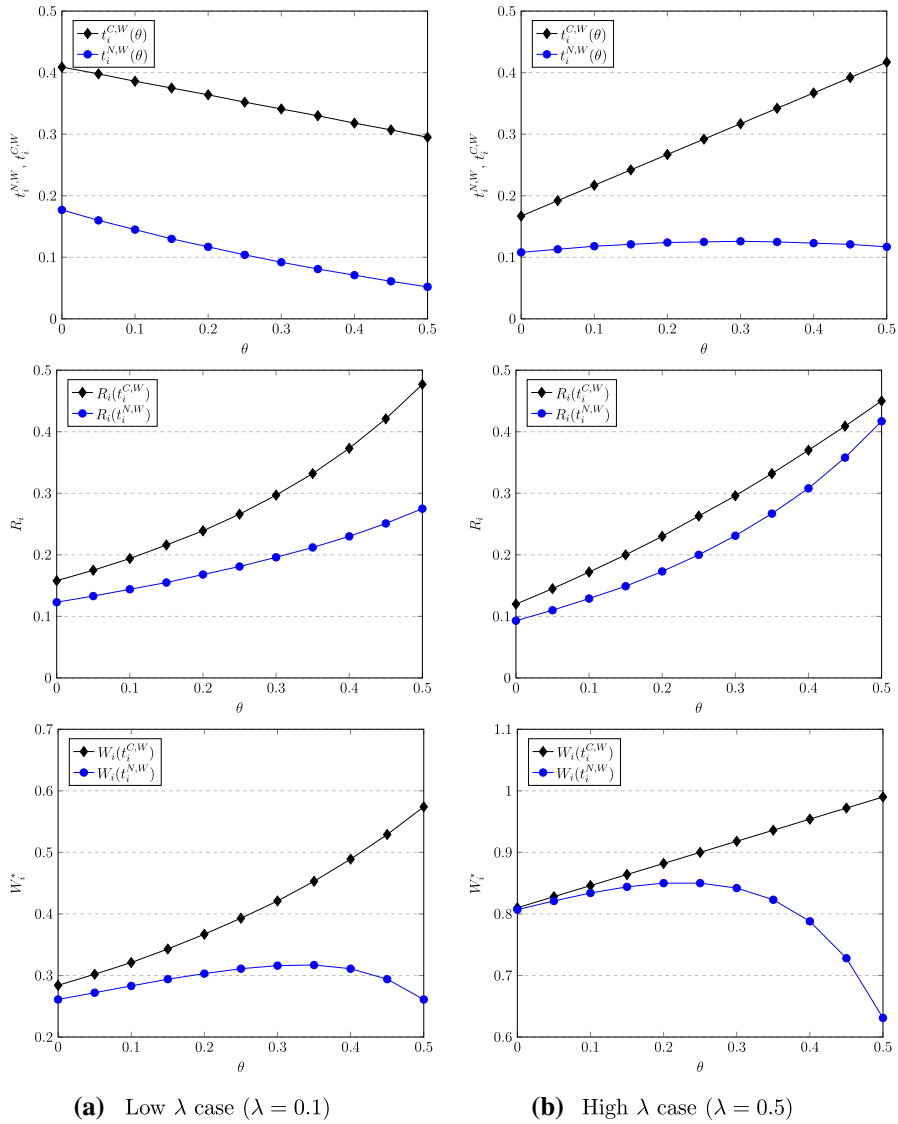 0.5
0.4
0.3
0.2
0.1
0
t_i^{N,W}, t_i^{C,W}
t_i^{C,W}(θ)
t_i^{N,W}(θ)
0 0.1 0.2 0.3 0.4 0.5
θ
0.5
0.4
0.3
0.2
0.1
0
t_i^{N,W}, t_i^{C,W}
t_i^{C,W}(θ)
t_i^{N,W}(θ)
0 0.1 0.2 0.3 0.4 0.5
θ
0.5
0.4
0.3
0.2
0.1
0
R_i
R_i(t_i^{C,W})
R_i(t_i^{N,W})
0 0.1 0.2 0.3 0.4 0.5
θ
0.5
0.4
0.3
0.2
0.1
0
R_i
R_i(t_i^{C,W})
R_i(t_i^{N,W})
0 0.1 0.2 0.3 0.4 0.5
θ
0.7
0.6
0.5
0.4
0.3
0.2
W_i^*
W_i(t_i^{C,W})
W_i(t_i^{N,W})
0 0.1 0.2 0.3 0.4 0.5
θ
1.1
1
0.9
0.8
0.7
0.6
W_i^*
W_i(t_i^{C,W})
W_i(t_i^{N,W})
0 0.1 0.2 0.3 0.4 0.5
θ
(a) Low λ case (λ = 0.1)
(b) High λ case (λ = 0.5)